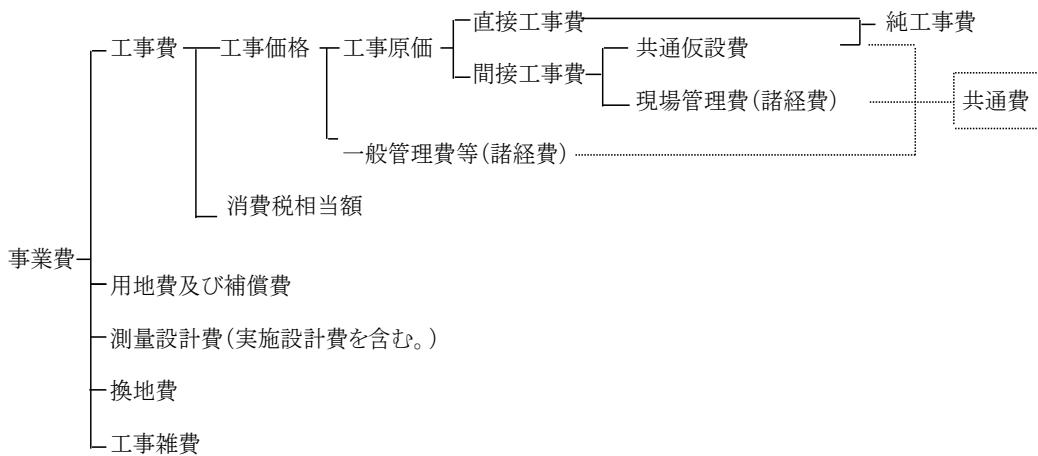 直接工事費
純工事費
工事費
工事価格
工事原価
共通仮設費
間接工事費
現場管理費(諸経費)
共通費
一般管理費等(諸経費)
消費税相当額
事業費
用地費及び補償費
測量設計費(実施設計費を含む。)
換地費
工事雑費